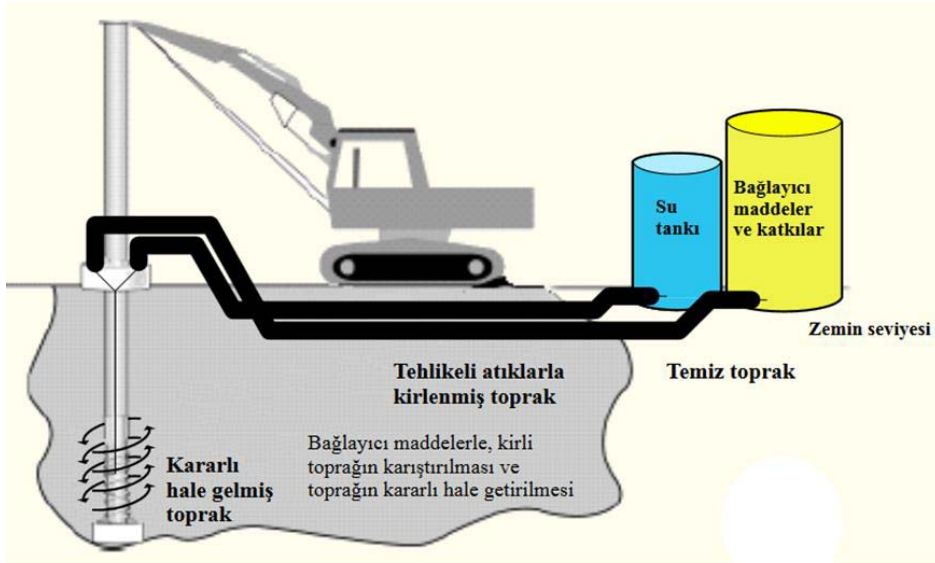 Su
tankı
Bağlayıcı
maddeler
ve katkılar
Zemin seviyesi
Tehlikeli atıklarla
kirlenmiş toprak
Temiz toprak
Bağlayıcı maddelerle, kirli
toprağın karıştırılması ve
toprağın kararlı hale getirilmesi
Kararlı
hale gelmiş
toprak